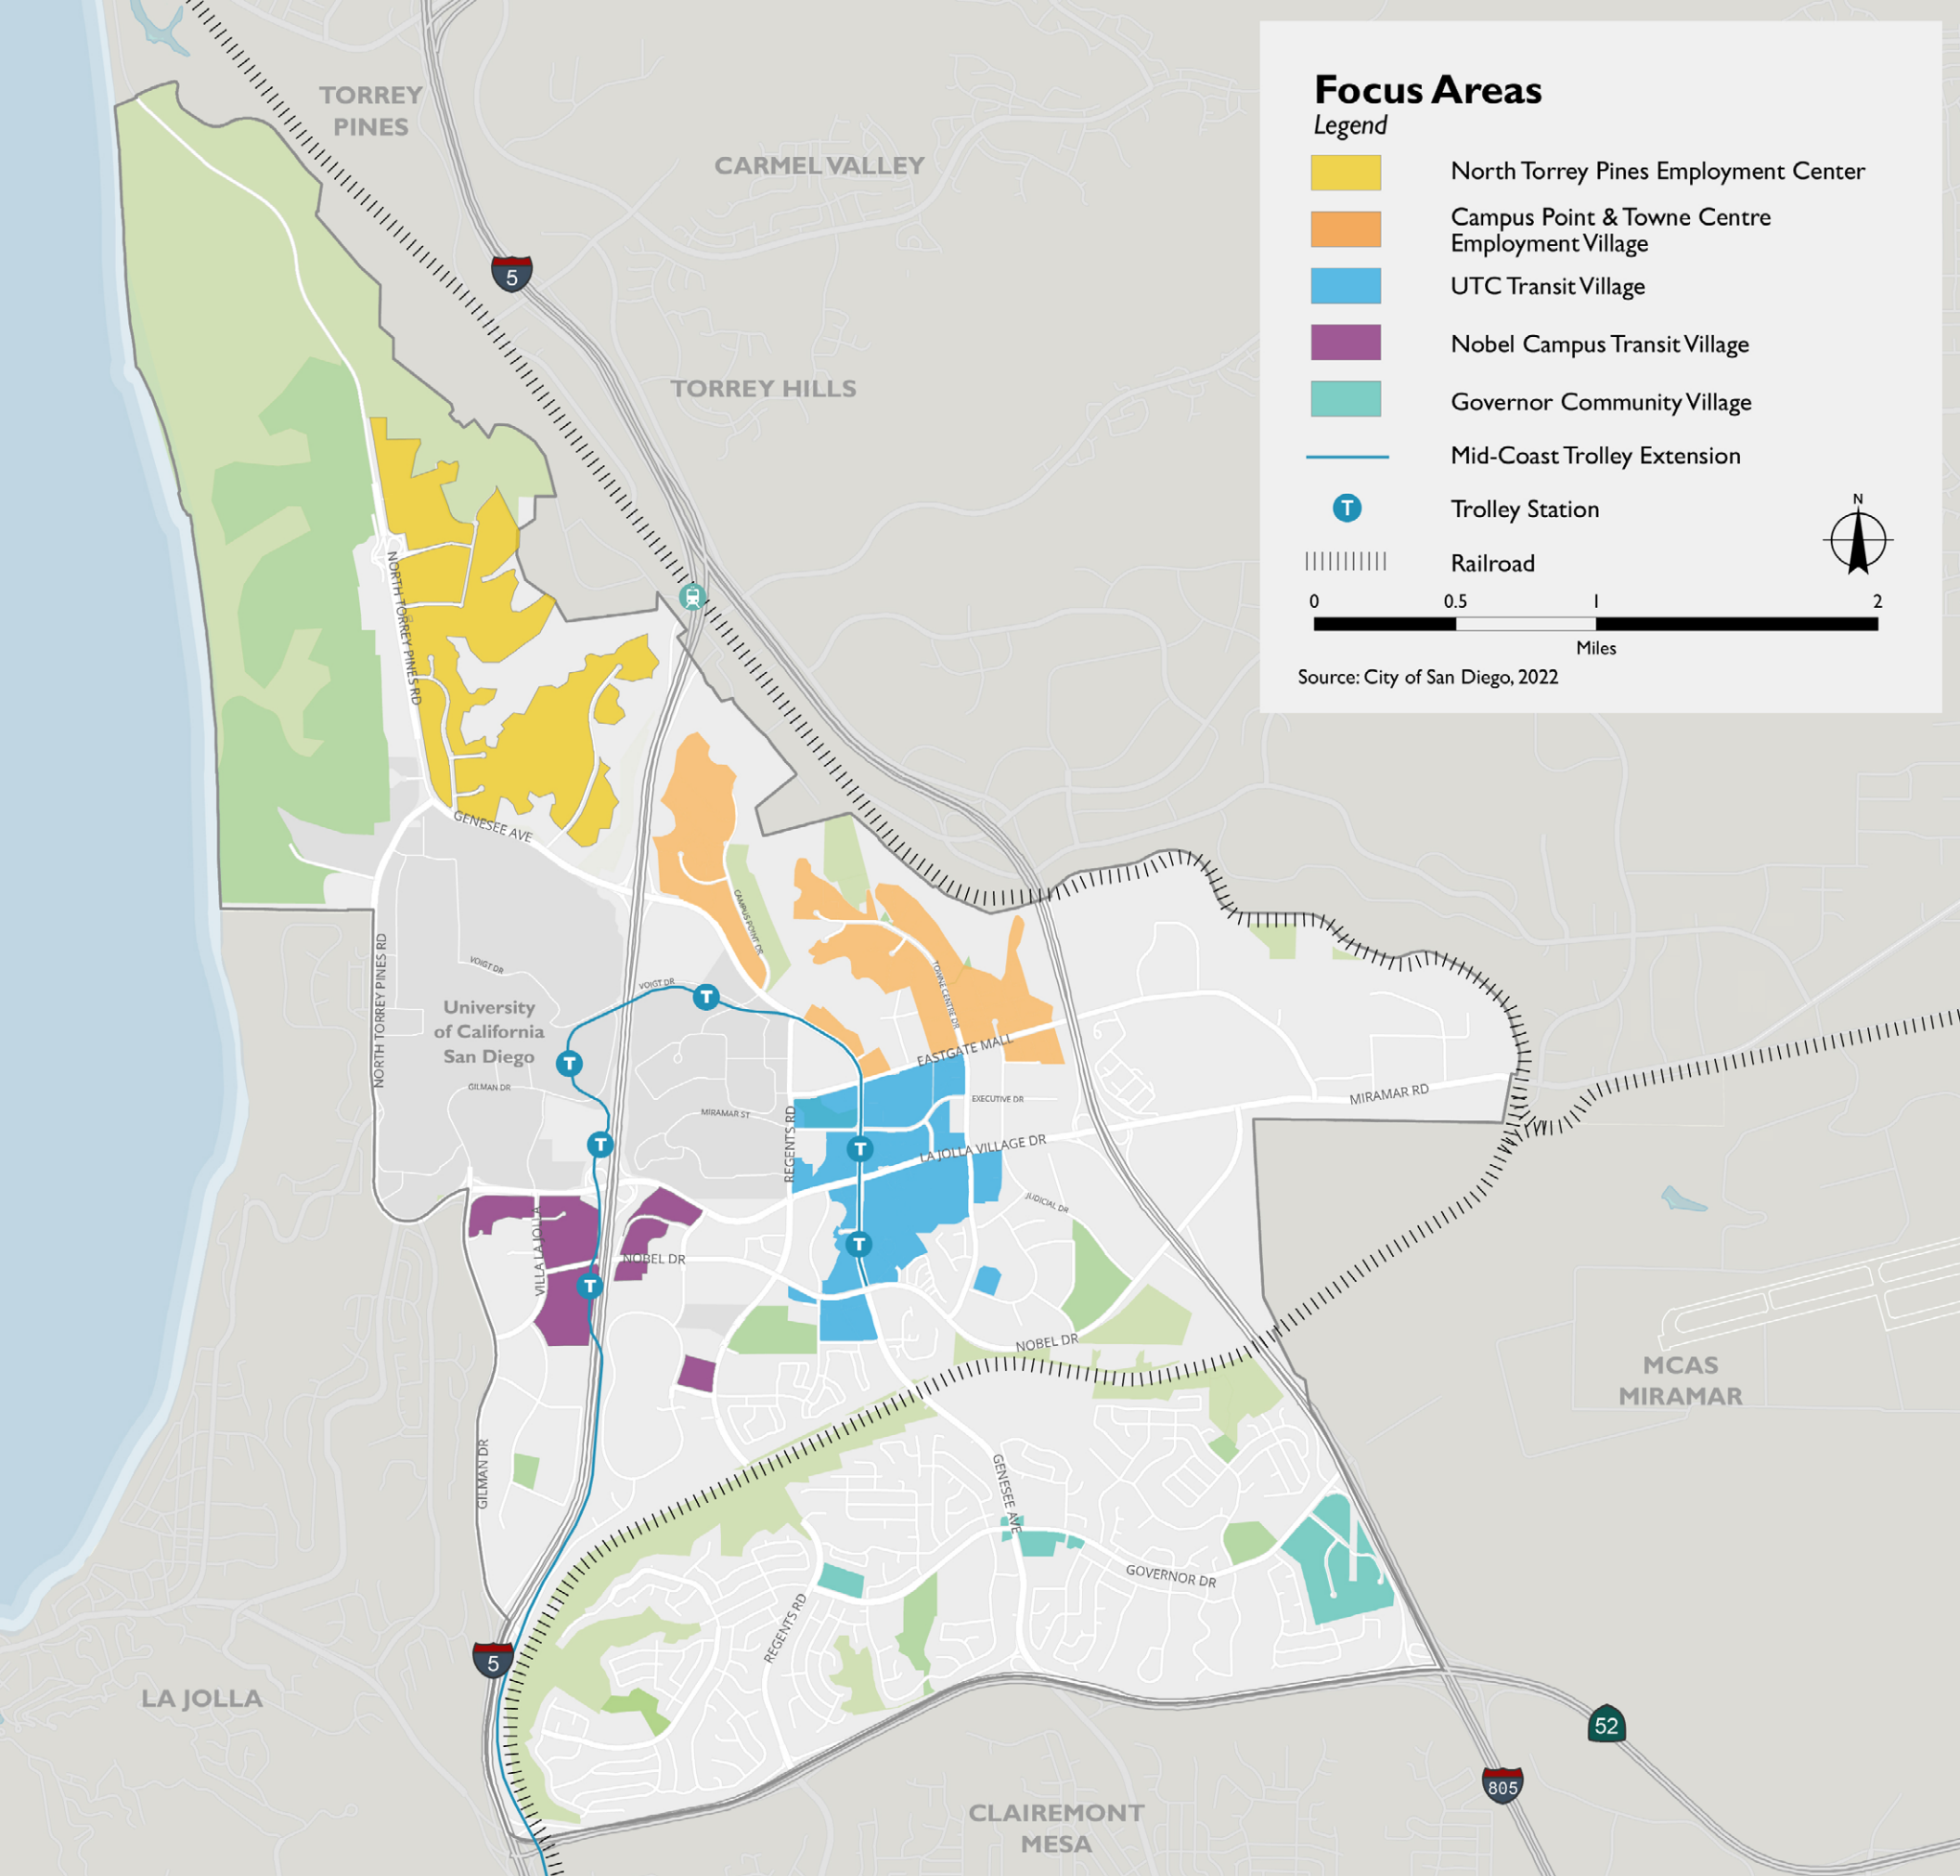 TORREY
PINES
CARMEL VALLEY
5
TORREY HILLS
Focus Areas
Legend
North Torrey Pines Employment Center
Campus Point & Towne Centre
Employment Village
UTC Transit Village
Nobel Campus Transit Village
Governor Community Village
Mid-Coast Trolley Extension
T
Trolley Station
Railroad
N
0 0.5 1 2
Miles
Source: City of San Diego, 2022
NORTH TORREY PINES RD
GENESEE AVE
CAMPUS POINT DR
TOWNE CENTRE DR
NORTH TORREY PINES RD
VOIGT DR
VOIGT DR
T
University
of California
San Diego
T
GILMAN DR
EASTGATE MALL
EXECUTIVE DR
MIRAMAR RD
MIRAMAR ST
REGENTS RD
T
T
LA JOLLA VILLAGE DR
JUDICIAL DR
VILLA LA JOLLA
NOBEL DR
T
T
NOBEL DR
MCAS
MIRAMAR
GILMAN DR
GENESEE AVE
GOVERNOR DR
REGENTS RD
5
LA JOLLA
52
805
CLAIREMONT
MESA